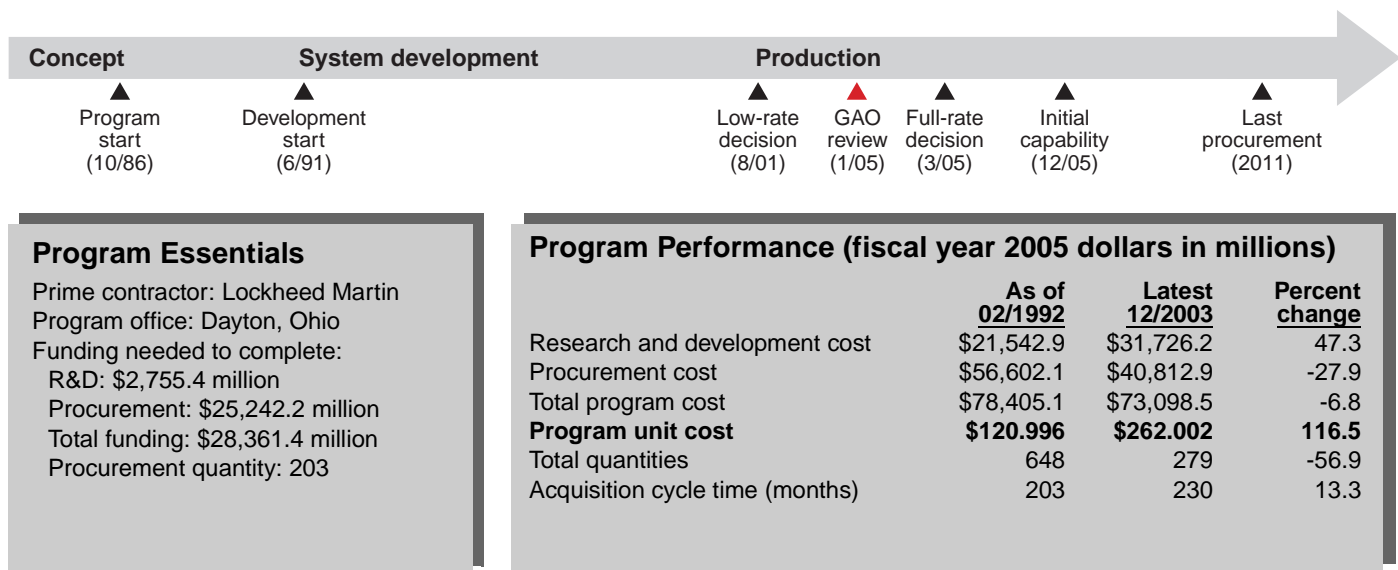 Concept System development Production
Program start (10/86)
Development start (6/91)
Low-rate decision (8/01)
GAO review (1/05)
Full-rate decision (3/05)
Initial capability (12/05)
Last procurement (2011)
Program Essentials
Prime contractor: Lockheed Martin
Program office: Dayton, Ohio
Funding needed to complete:
R&D: $2,755.4 million
Procurement: $25,242.2 million
Total funding: $28,361.4 million
Procurement quantity: 203
Program Performance (fiscal year 2005 dollars in millions)
As of Latest Percent
02/1992 12/2003 change
Research and development cost $21,542.9 $31,726.2 47.3
Procurement cost $56,602.1 $40,812.9 -27.9
Total program cost $78,405.1 $73,098.5 -6.8
Program unit cost $120.996 $262.002 116.5
Total quantities 648 279 -56.9
Acquisition cycle time (months) 203 230 13.3